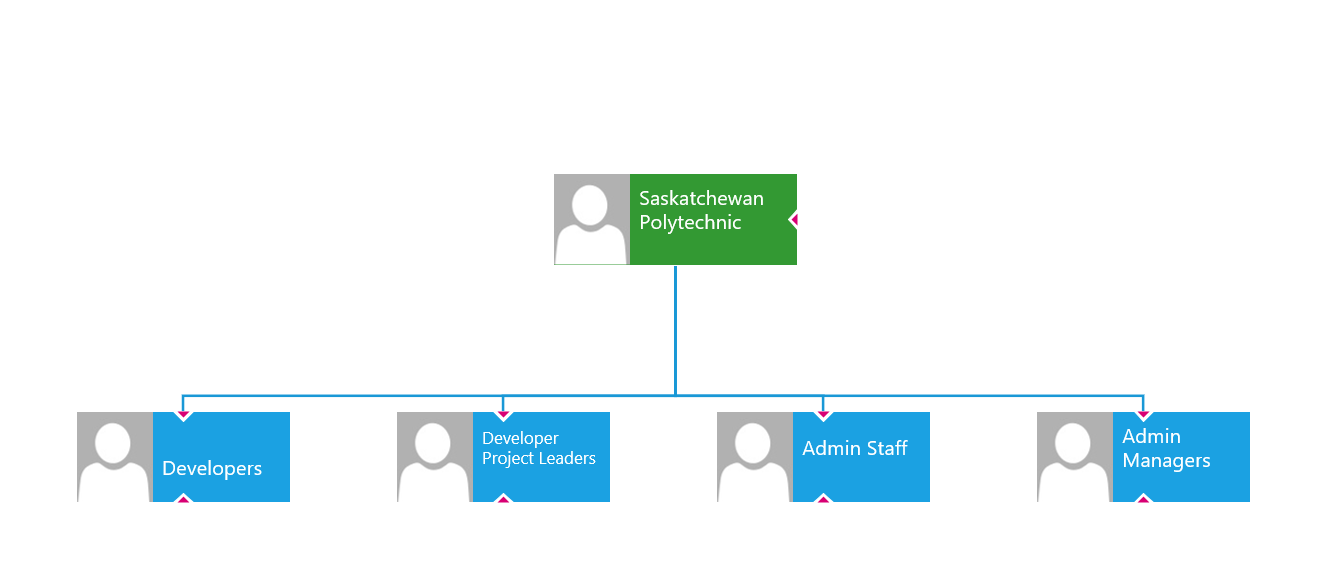 Saskatchewan
Polytechnic
Developers
Developer
Project Leaders
Admin Staff
Admin
Managers